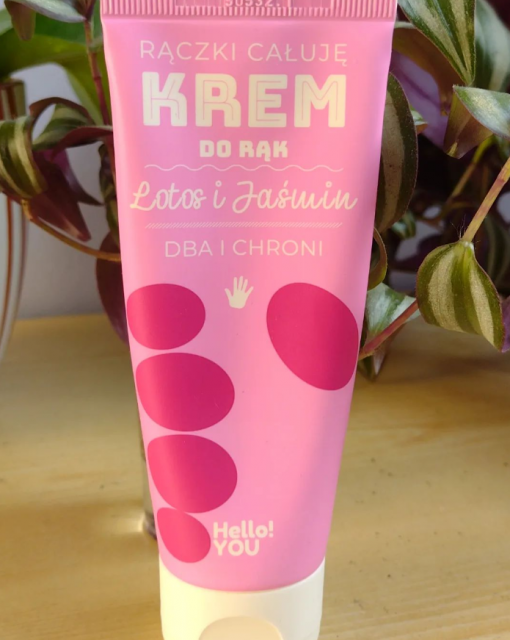 RĄCZKI CAŁUJĘ
KREM
DO RĄK
Lotos i Jaśmin
DBA I CHRONI
Hello!
YOU